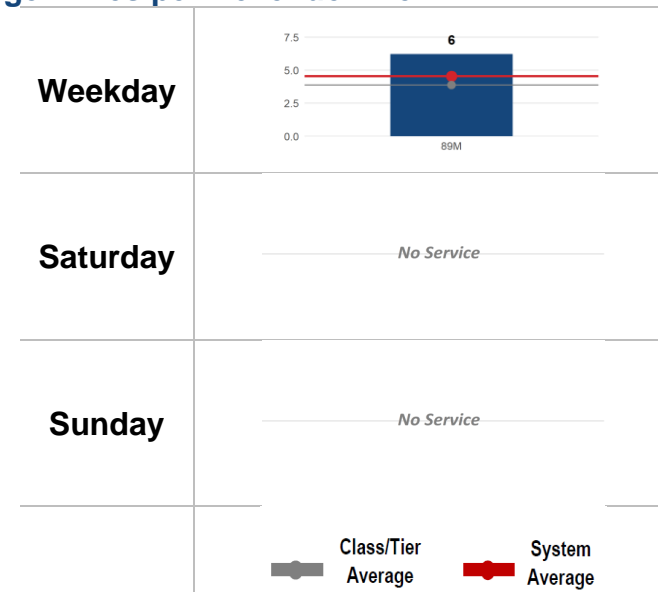 Weekday
7.5
5.0
2.5
0.0
6
89M
Saturday
No Service
Sunday
No Service
Class/Tier
Average
System
Average